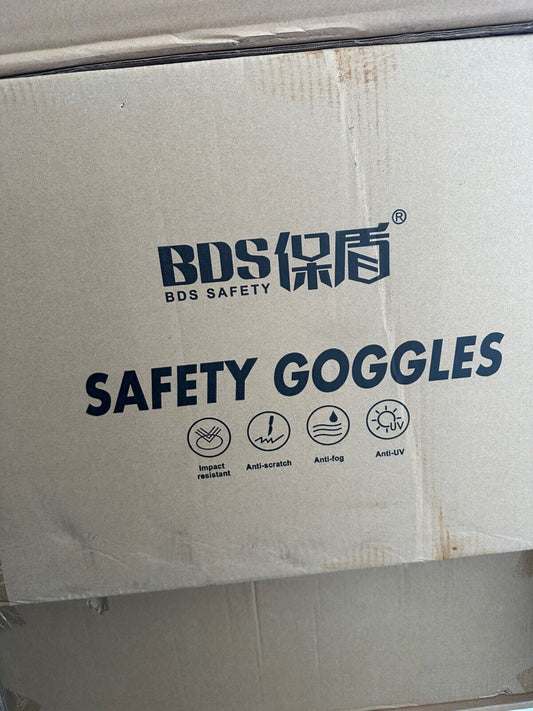 BDS保盾®
BDS SAFETY
SAFETY GOGGLES
Impact resistant
Anti-scratch
Anti-fog
UV
Anti-UV